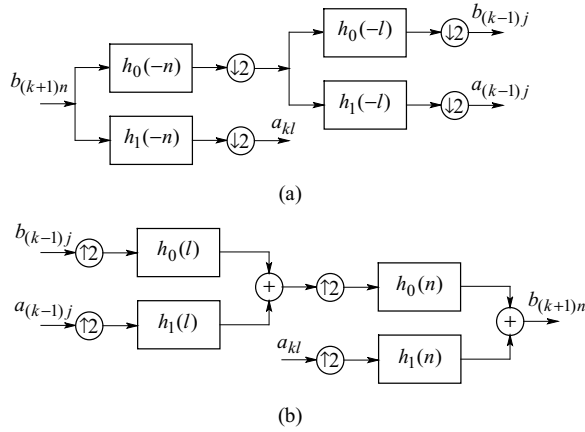 b(k−1)j
h0(−l)
↓2
b(k+1)n
h0(−n)
↓2
a(k−1)j
h1(−l)
↓2
akl
h1(−n)
↓2
(a)
b(k−1)j
↑2
h0(l)
a(k−1)j
↑2
h1(l)
+
↑2
h0(n)
b(k+1)n
+
akl
↑2
h1(n)
(b)